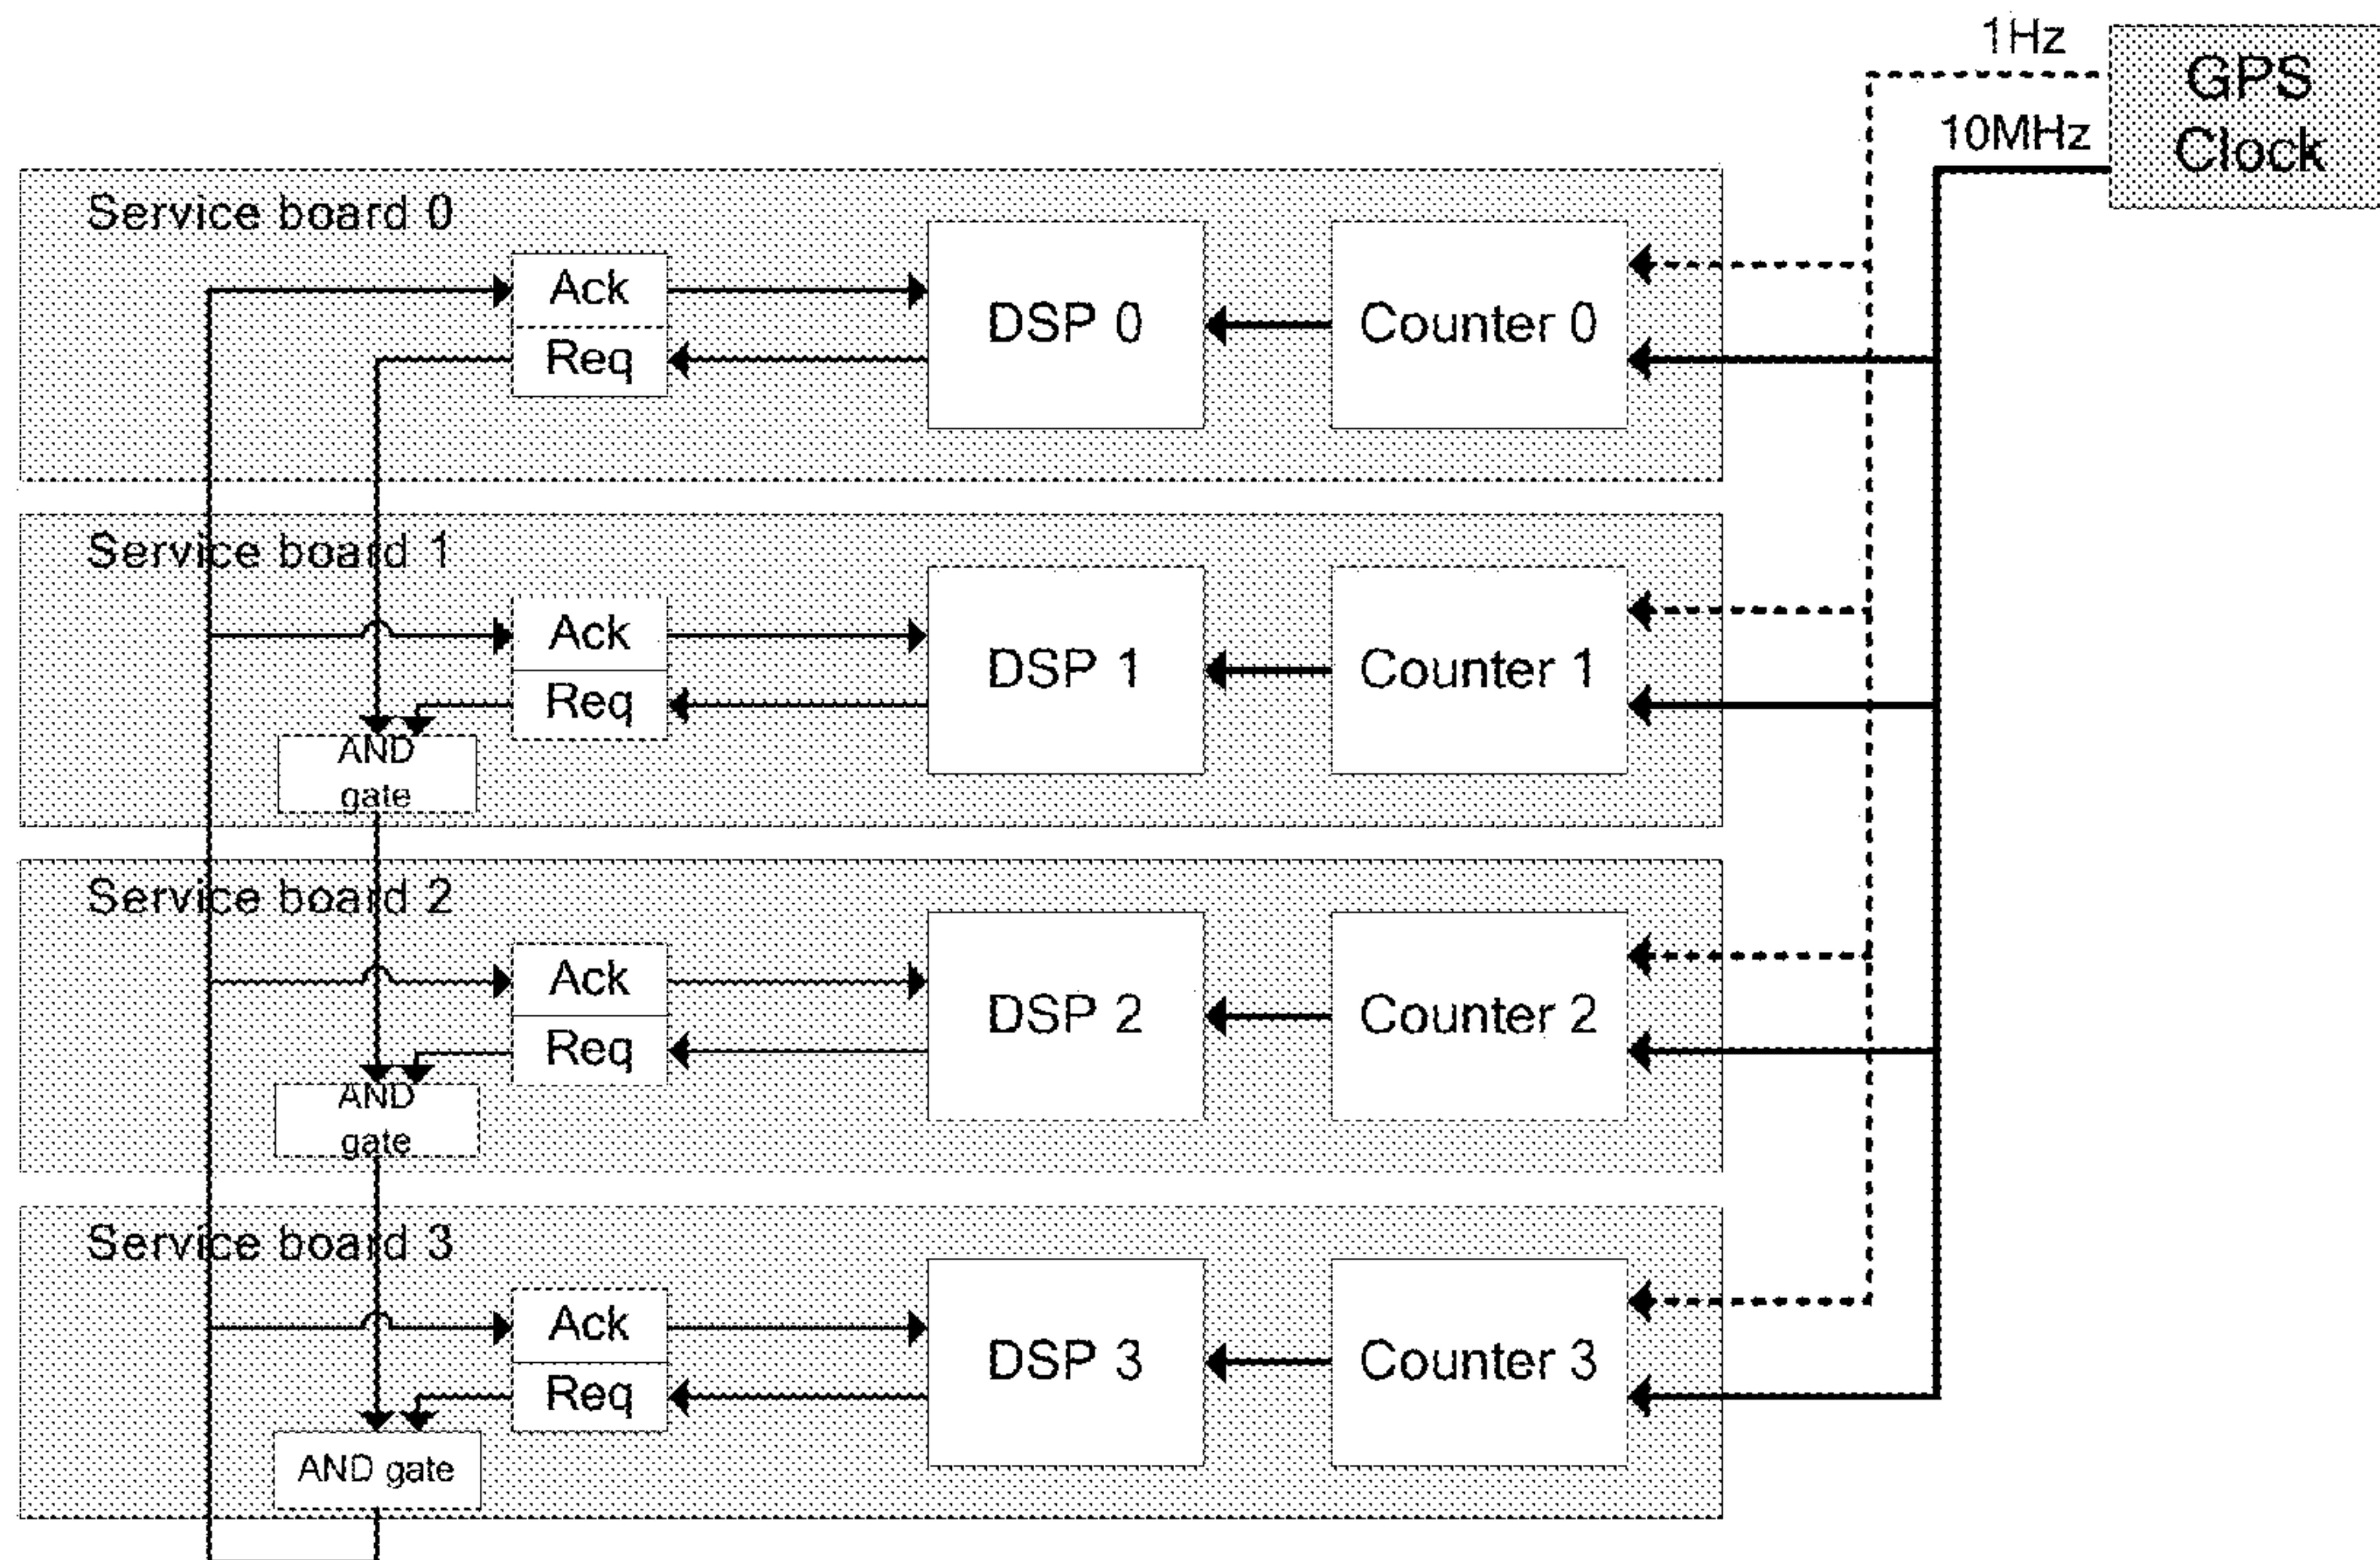 1Hz
GPS
Clock
10MHz
Service board 0
Ack
Req
DSP 0
Counter 0
Service board 1
Ack
Req
DSP 1
Counter 1
AND
gate
Service board 2
Ack
Req
DSP 2
Counter 2
AND
gate
Service board 3
Ack
Req
DSP 3
Counter 3
AND gate